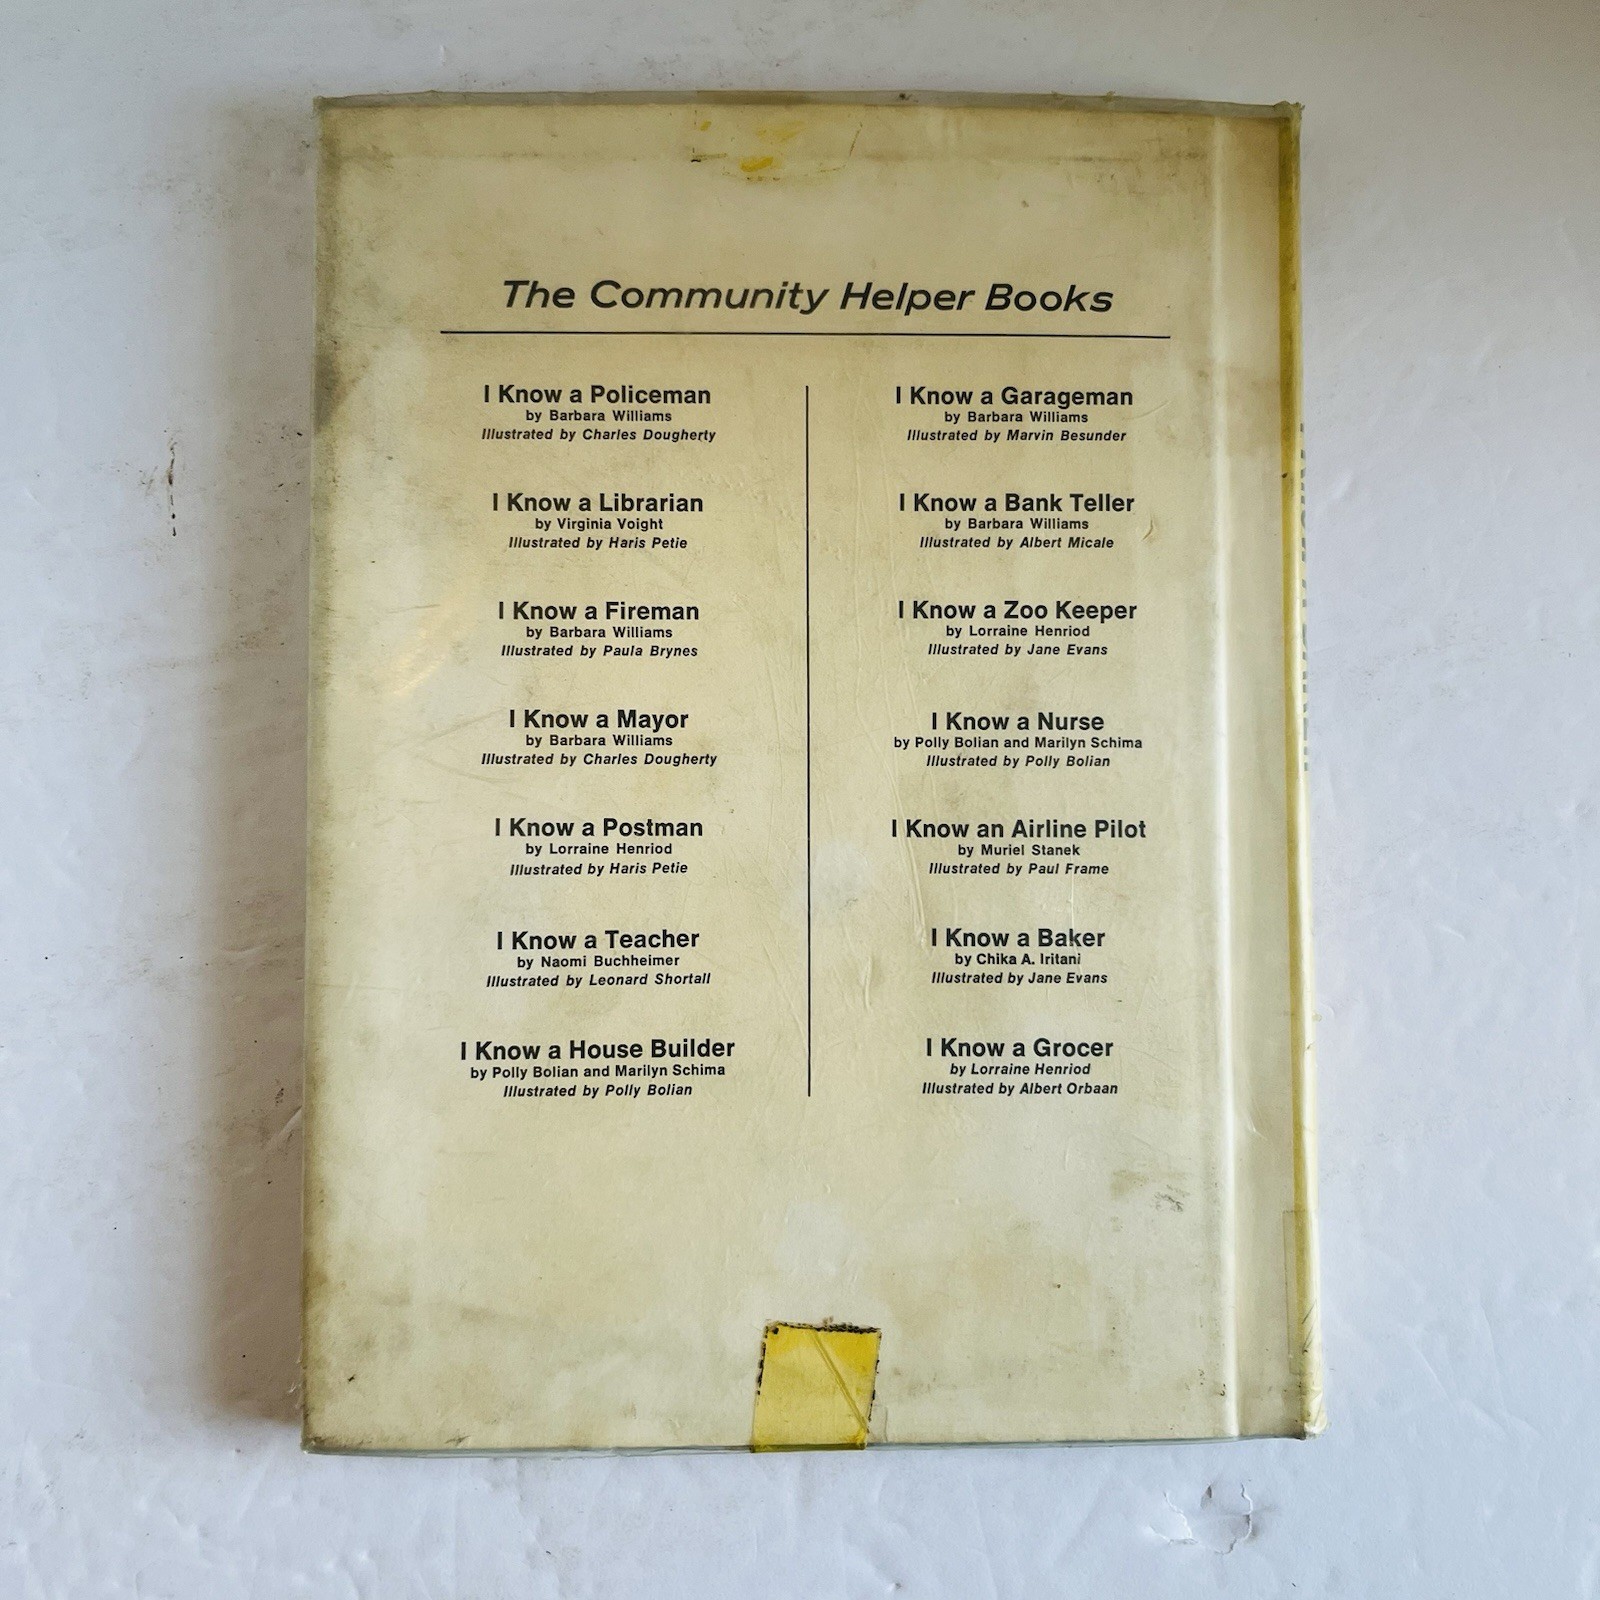 The Community Helper Books
I Know a Policeman
by Barbara Williams
Illustrated by Charles Dougherty
I Know a Librarian
by Virginia Voight
Illustrated by Haris Petie
I Know a Fireman
by Barbara Williams
Illustrated by Paula Brynes
I Know a Mayor
by Barbara Williams
Illustrated by Charles Dougherty
I Know a Postman
by Lorraine Henriod
Illustrated by Haris Petie
I Know a Teacher
by Naomi Buchheimer
Illustrated by Leonard Shortall
I Know a House Builder
by Polly Bolian and Marilyn Schima
Illustrated by Polly Bolian
I Know a Garageman
by Barbara Williams
Illustrated by Marvin Besunder
I Know a Bank Teller
by Barbara Williams
Illustrated by Albert Micale
I Know a Zoo Keeper
by Lorraine Henriod
Illustrated by Jane Evans
I Know a Nurse
by Polly Bolian and Marilyn Schima
Illustrated by Polly Bolian
I Know an Airline Pilot
by Muriel Stanek
Illustrated by Paul Frame
I Know a Baker
by Chika A. Iritani
Illustrated by Jane Evans
I Know a Grocer
by Lorraine Henriod
Illustrated by Albert Orbaan